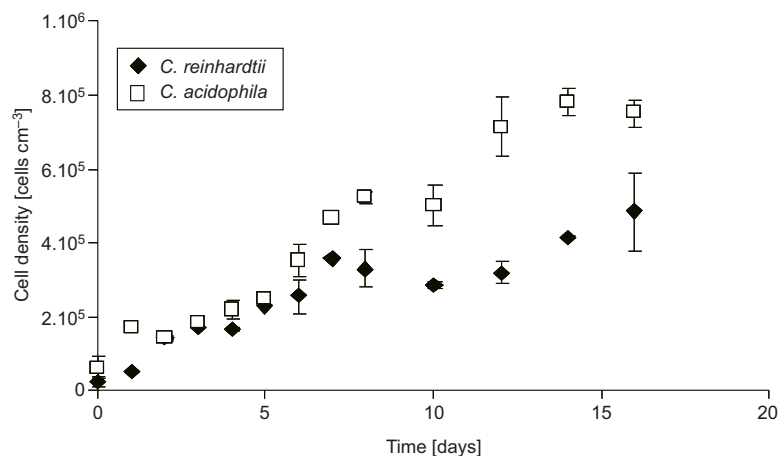 1.10⁶
8.10⁵
6.10⁵
4.10⁵
2.10⁵
0
Cell density [cells cm⁻³]
C. reinhardtii
C. acidophila
0 5 10 15 20
Time [days]